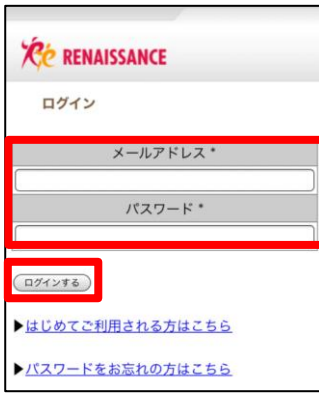 RENAISSANCE
ログイン
メールアドレス *
パスワード *
ログインする
▶はじめてご利用される方はこちら
▶パスワードをお忘れの方はこちら